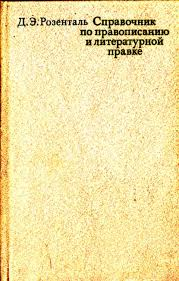 Д.Э.Розенталь Справочник
по правописанию
и литературной
правке